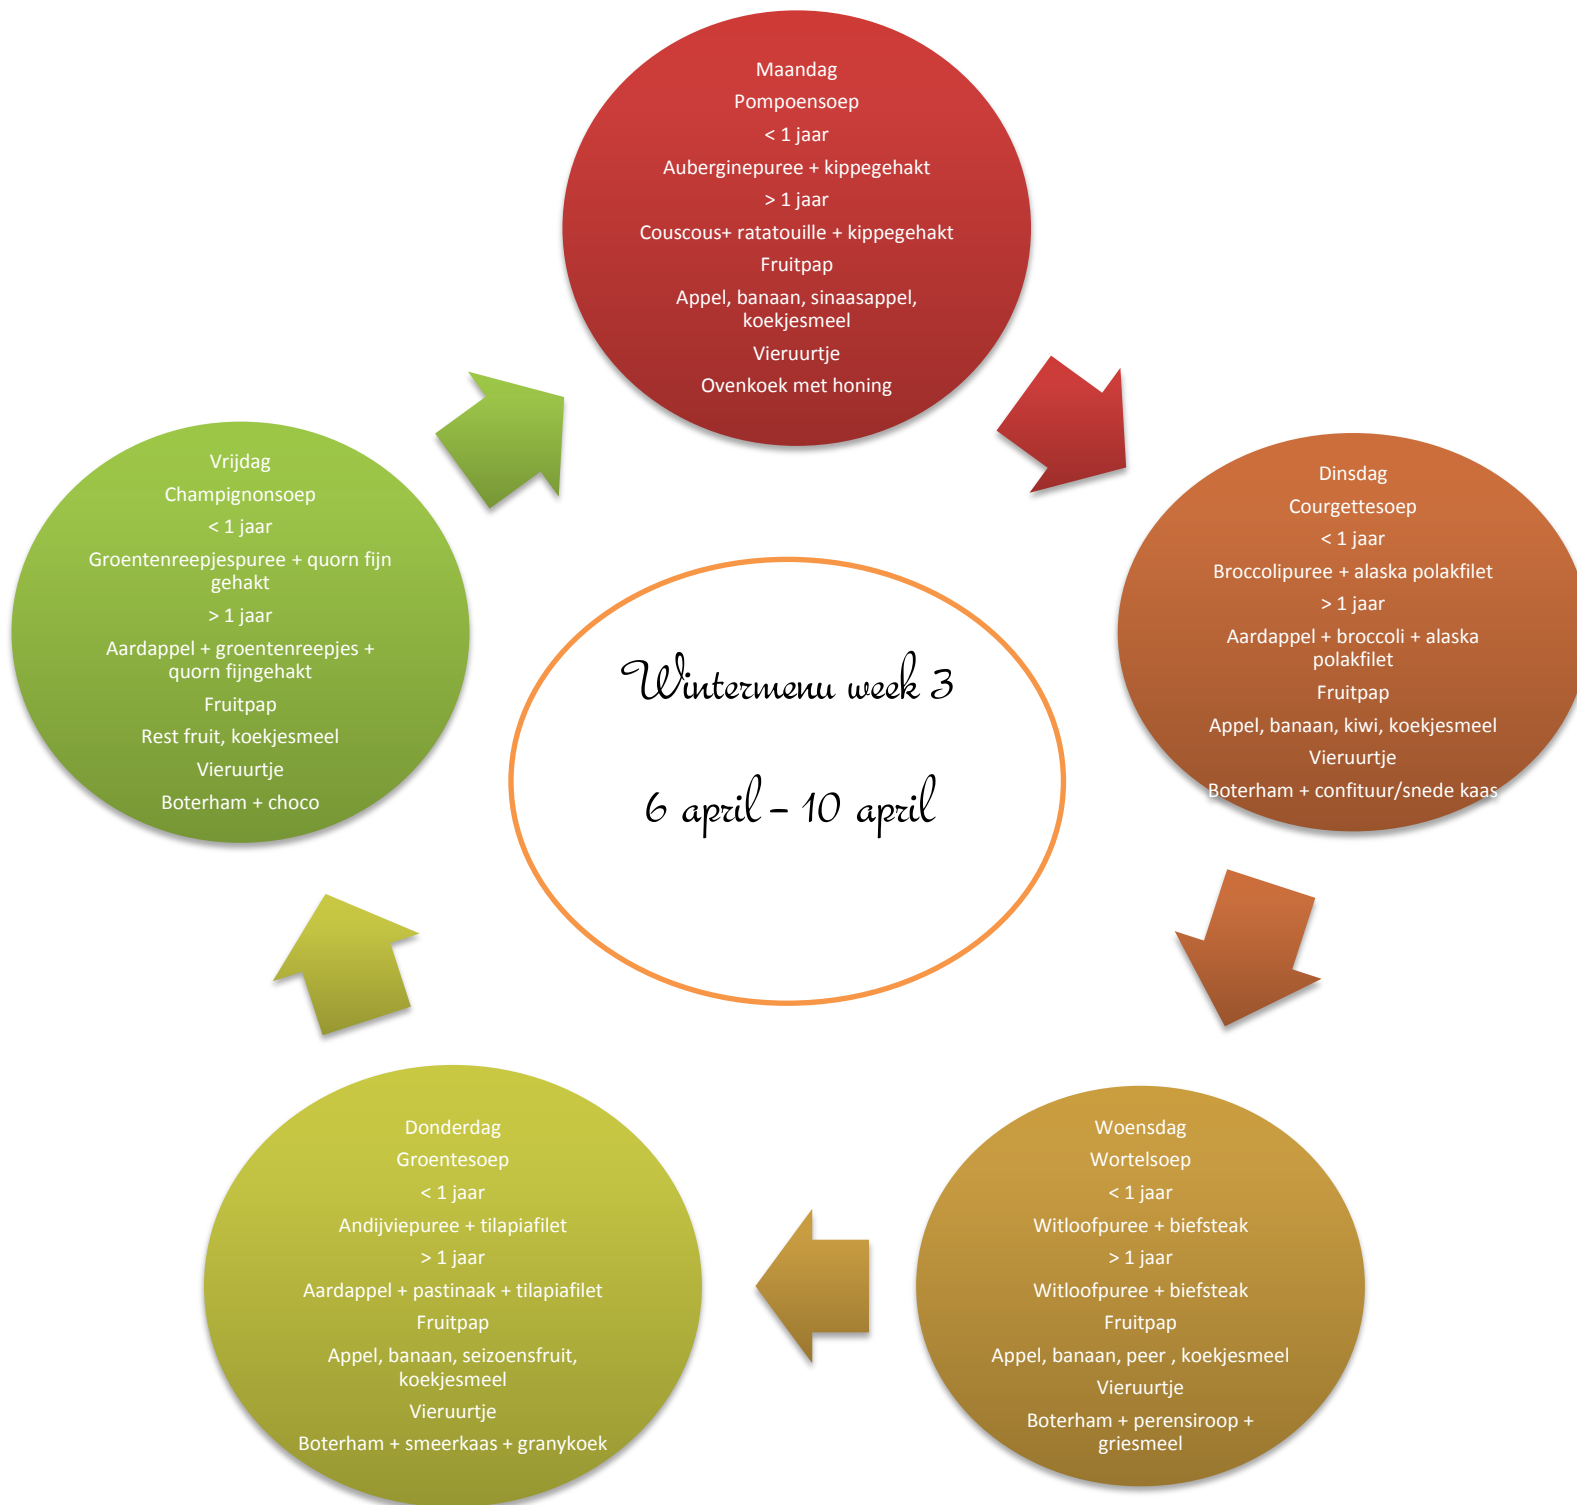 Maandag
Pompoensoep
< 1 jaar
Auberginepuree + kippegehakt
> 1 jaar
Couscous+ ratatouille + kippegehakt
Fruitpap
Appel, banaan, sinaasappel,
koekjesmeel
Vieruurtje
Ovenkoek met honing
Dinsdag
Courgettesoep
< 1 jaar
Broccolipuree + alaska polakfilet
> 1 jaar
Aardappel + broccoli + alaska
polakfilet
Fruitpap
Appel, banaan, kiwi, koekjesmeel
Vieruurtje
Boterham + confituur/snede kaas
Woensdag
Wortelsoep
< 1 jaar
Witloofpuree + biefsteak
> 1 jaar
Witloofpuree + biefsteak
Fruitpap
Appel, banaan, peer , koekjesmeel
Vieruurtje
Boterham + perensiroop +
griesmeel
Donderdag
Groentesoep
< 1 jaar
Andijviepuree + tilapiafilet
> 1 jaar
Aardappel + pastinaak + tilapiafilet
Fruitpap
Appel, banaan, seizoensfruit,
koekjesmeel
Vieruurtje
Boterham + smeerkaas + granykoek
Vrijdag
Champignonsoep
< 1 jaar
Groentenreepjespuree + quorn fijn
gehakt
> 1 jaar
Aardappel + groentenreepjes +
quorn fijngehakt
Fruitpap
Rest fruit, koekjesmeel
Vieruurtje
Boterham + choco
Wintermenu week 3
6 april – 10 april